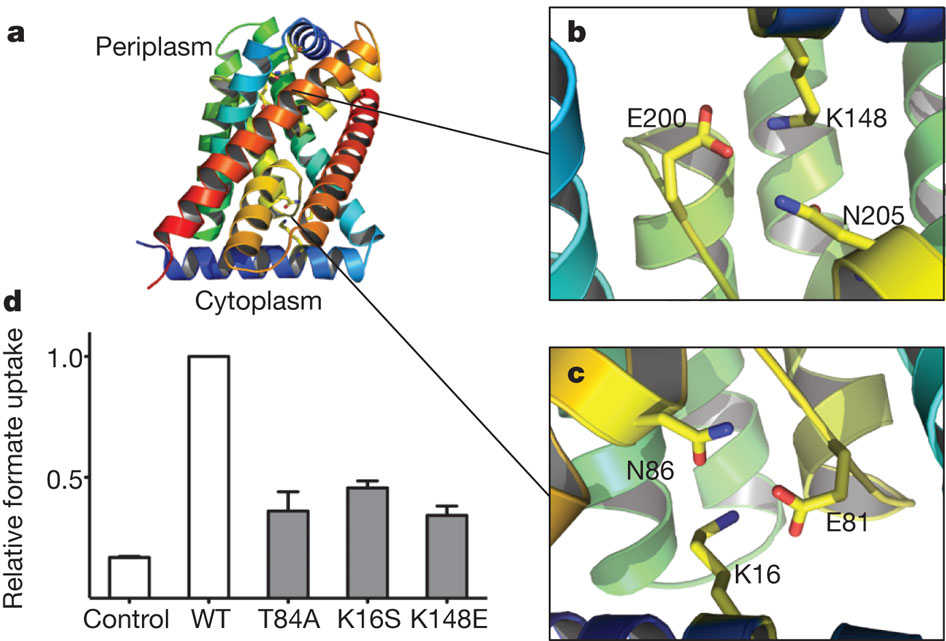 a
Periplasm
Cytoplasm
b
E200
K148
N205
c
N86
E81
K16
d
Relative formate uptake
1.0
0.5
Control WT T84A K16S K148E